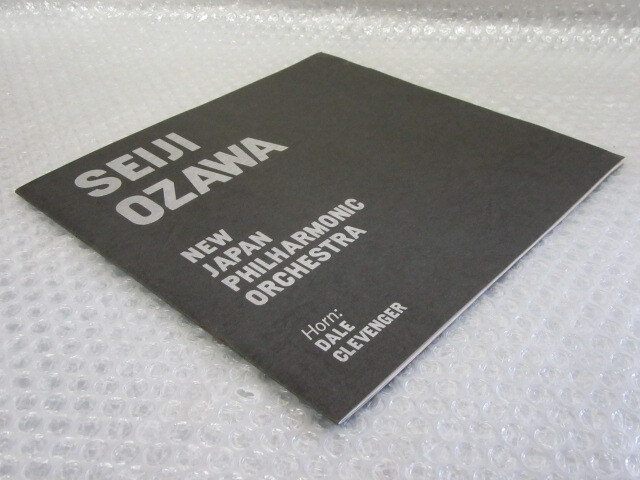 SEIJI
OZAWA
NEW
JAPAN
PHILHARMONIC
ORCHESTRA
Horn:
DALE
CLEVENGER